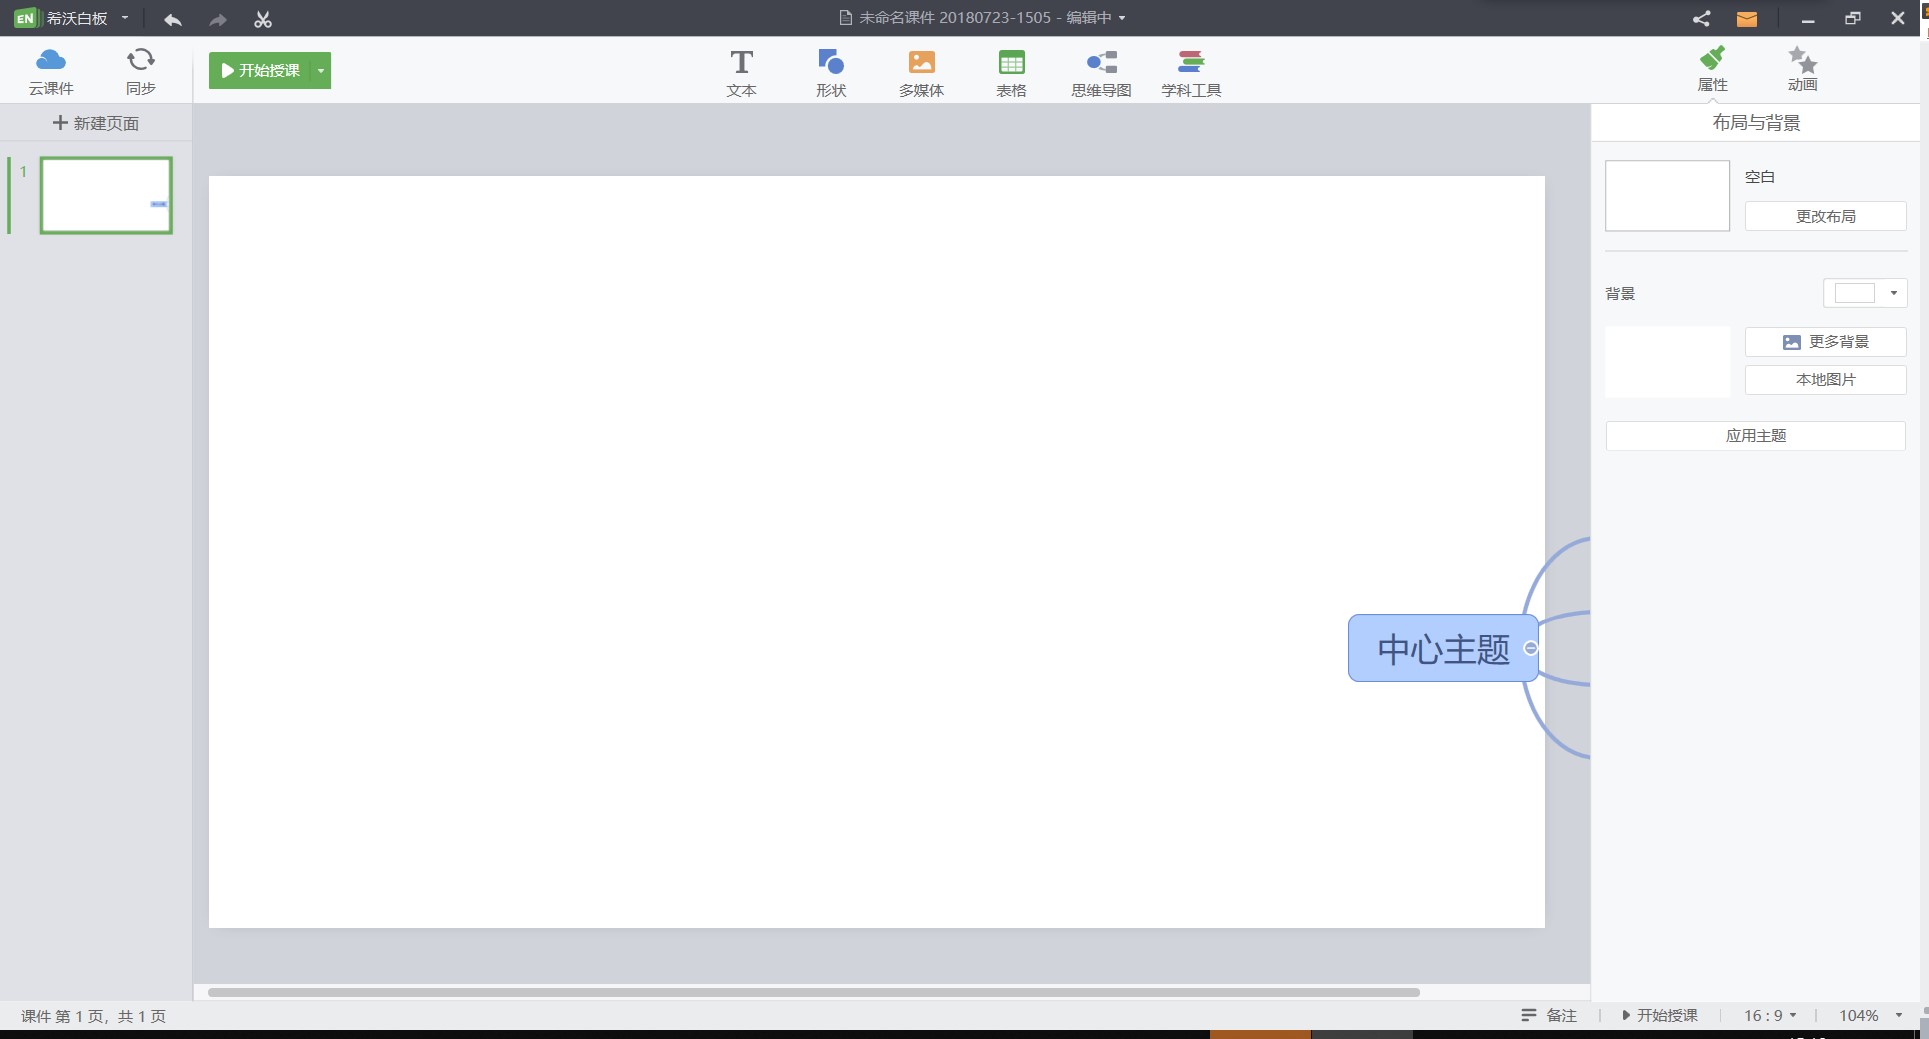 EN 希沃白板
未命名课件 20180723-1505 - 编辑中
云课件
同步
开始授课
文本
形状
多媒体
表格
思维导图
学科工具
属性
动画
新建页面
布局与背景
1
空白
更改布局
背景
更多背景
本地图片
应用主题
中心主题
课件 第 1 页，共 1 页
备注
开始授课
16 : 9
104%